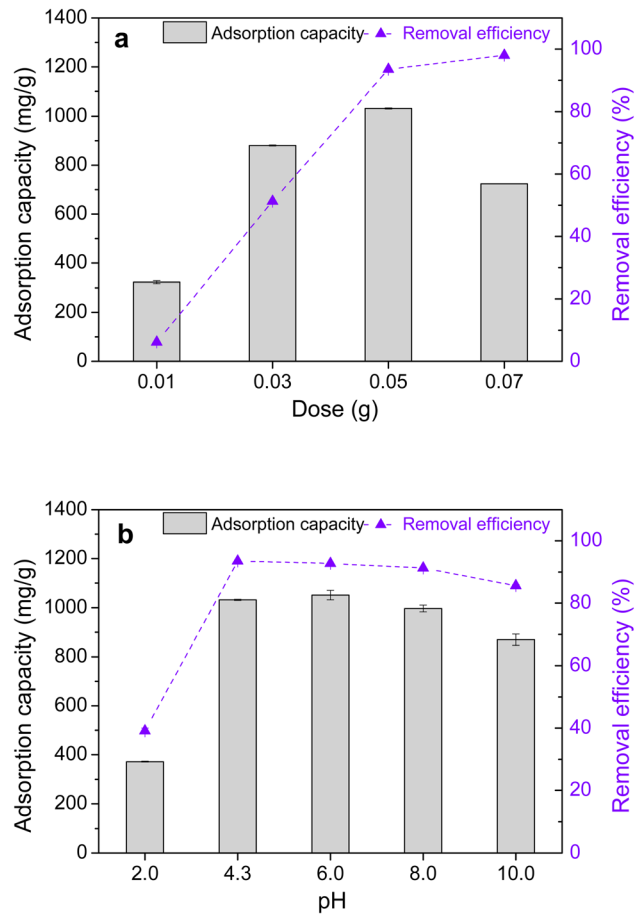 a
Adsorption capacity
Removal efficiency
Adsorption capacity (mg/g)
1400
1200
1000
800
600
400
200
0
100
80
60
40
20
0
Removal efficiency (%)
0.01 0.03 0.05 0.07
Dose (g)
b
Adsorption capacity
Removal efficiency
Adsorption capacity (mg/g)
1400
1200
1000
800
600
400
200
0
100
80
60
40
20
0
Removal efficiency (%)
2.0 4.3 6.0 8.0 10.0
pH